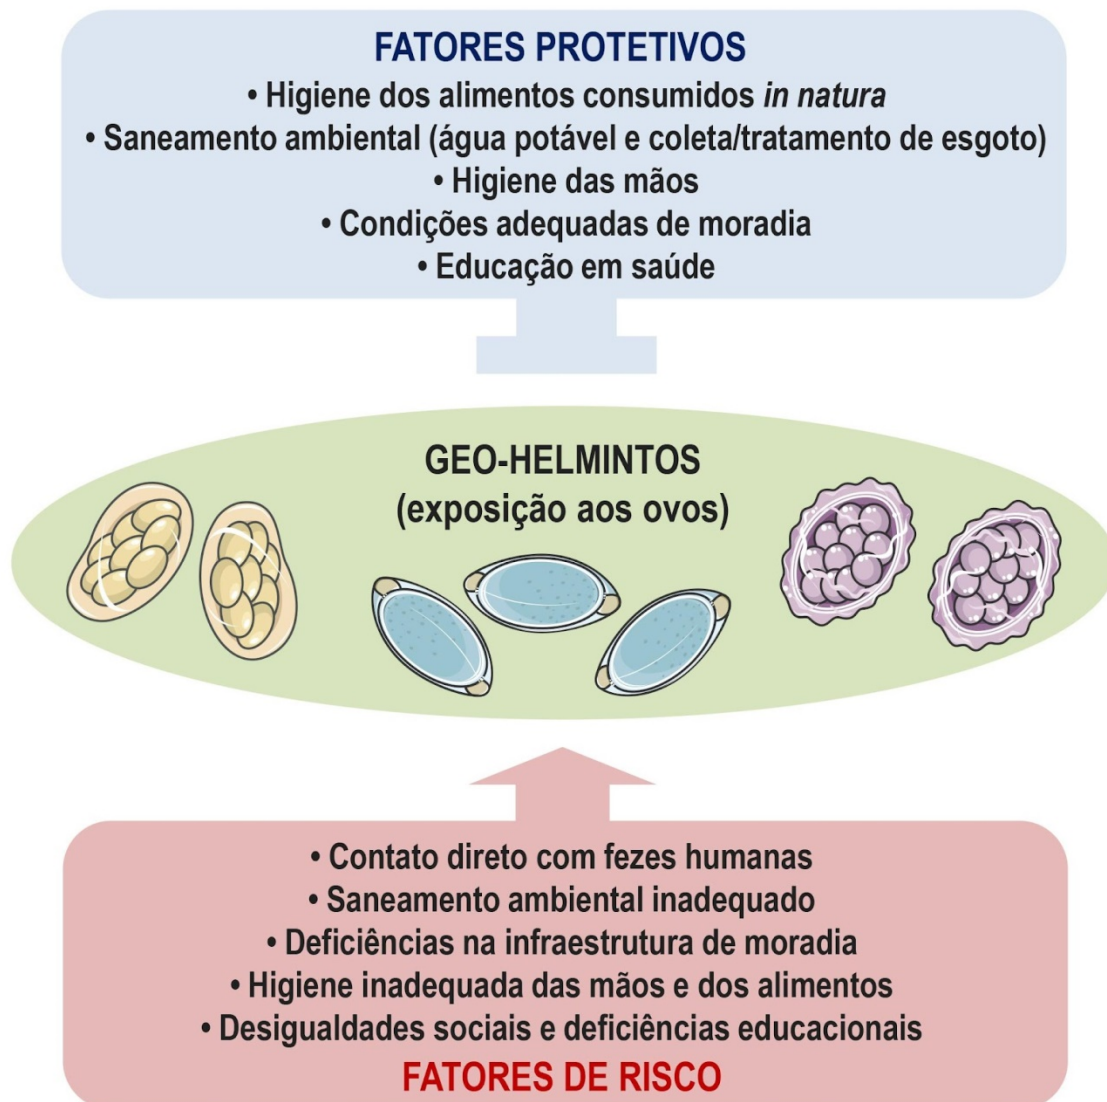 FATORES PROTETIVOS
• Higiene dos alimentos consumidos in natura
• Saneamento ambiental (água potável e coleta/tratamento de esgoto)
• Higiene das mãos
• Condições adequadas de moradia
• Educação em saúde
GEO-HELMINTOS
(exposição aos ovos)
• Contato direto com fezes humanas
• Saneamento ambiental inadequado
• Deficiências na infraestrutura de moradia
• Higiene inadequada das mãos e dos alimentos
• Desigualdades sociais e deficiências educacionais
FATORES DE RISCO